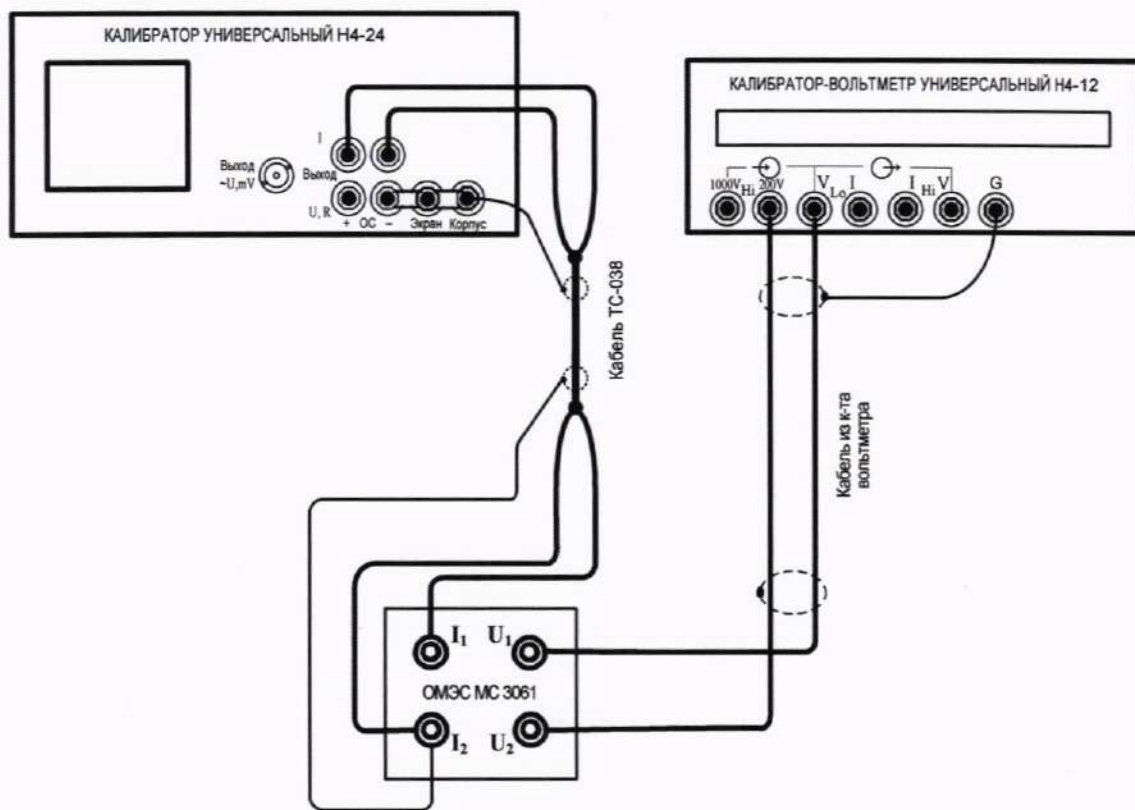 КАЛИБРАТОР УНИВЕРСАЛЬНЫЙ Н4-24
I
Выход
~U,mV
Выход
U, R
+ ОС – Экран Корпус
КАЛИБРАТОР-ВОЛЬТМЕТР УНИВЕРСАЛЬНЫЙ Н4-12
1000V Hi 200V V Lo I I Hi V G
Кабель ТС-038
Кабель из к-та
вольтметра
I1 U1
ОМЭС МС 3061
I2 U2